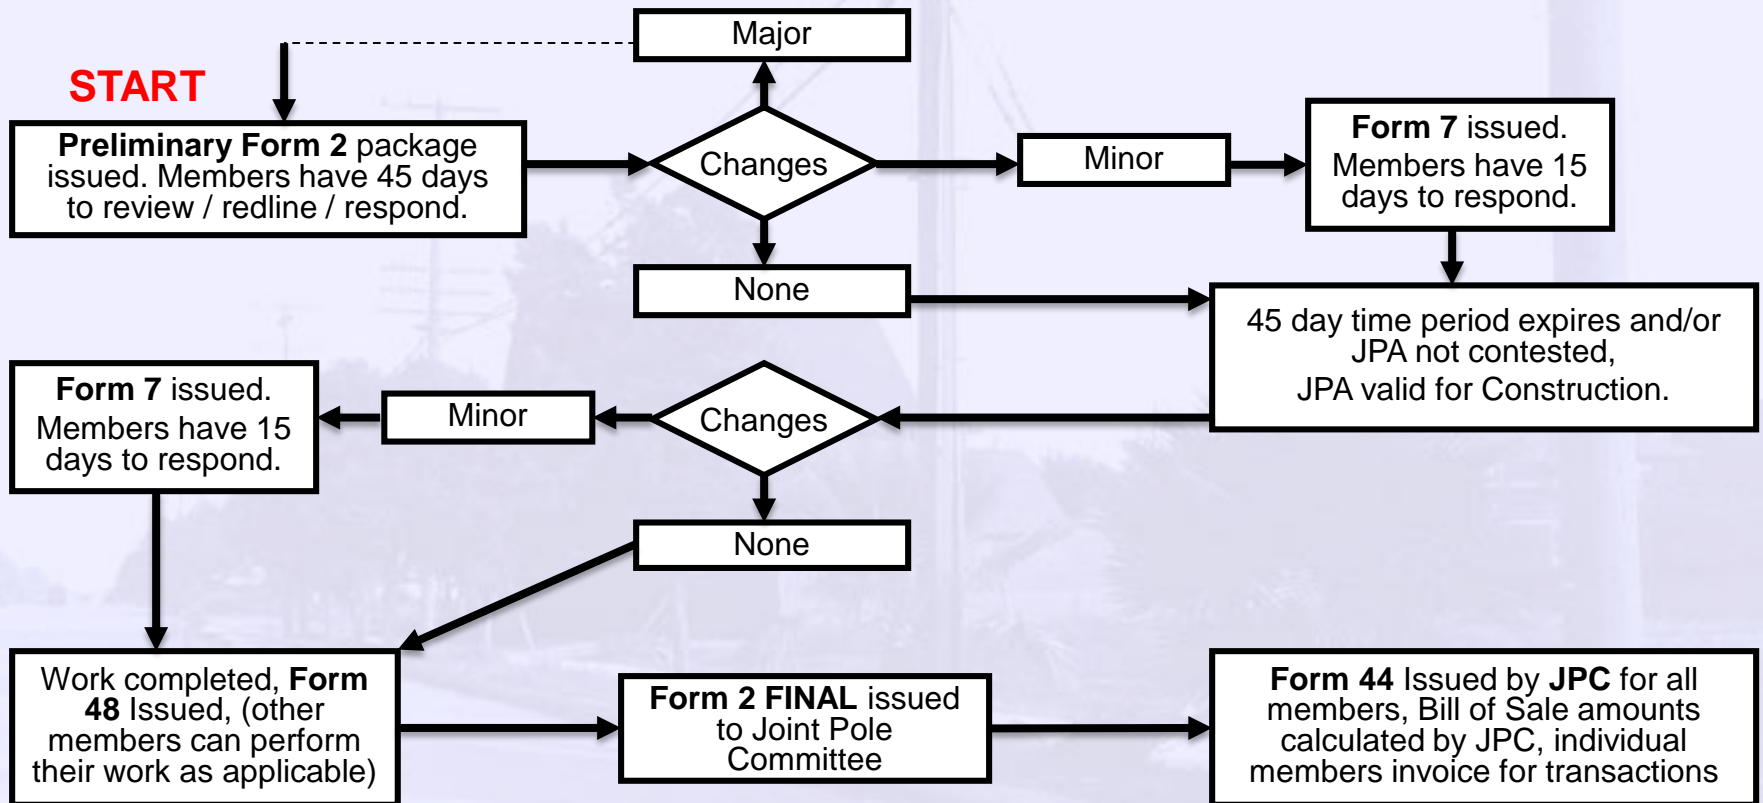 Major
START
Preliminary Form 2 package
issued. Members have 45 days
to review / redline / respond.
Changes
Minor
Form 7 issued.
Members have 15
days to respond.
None
45 day time period expires and/or
JPA not contested,
JPA valid for Construction.
Changes
Minor
Form 7 issued.
Members have 15
days to respond.
None
Work completed, Form
48 Issued, (other
members can perform
their work as applicable)
Form 2 FINAL issued
to Joint Pole
Committee
Form 44 Issued by JPC for all
members, Bill of Sale amounts
calculated by JPC, individual
members invoice for transactions